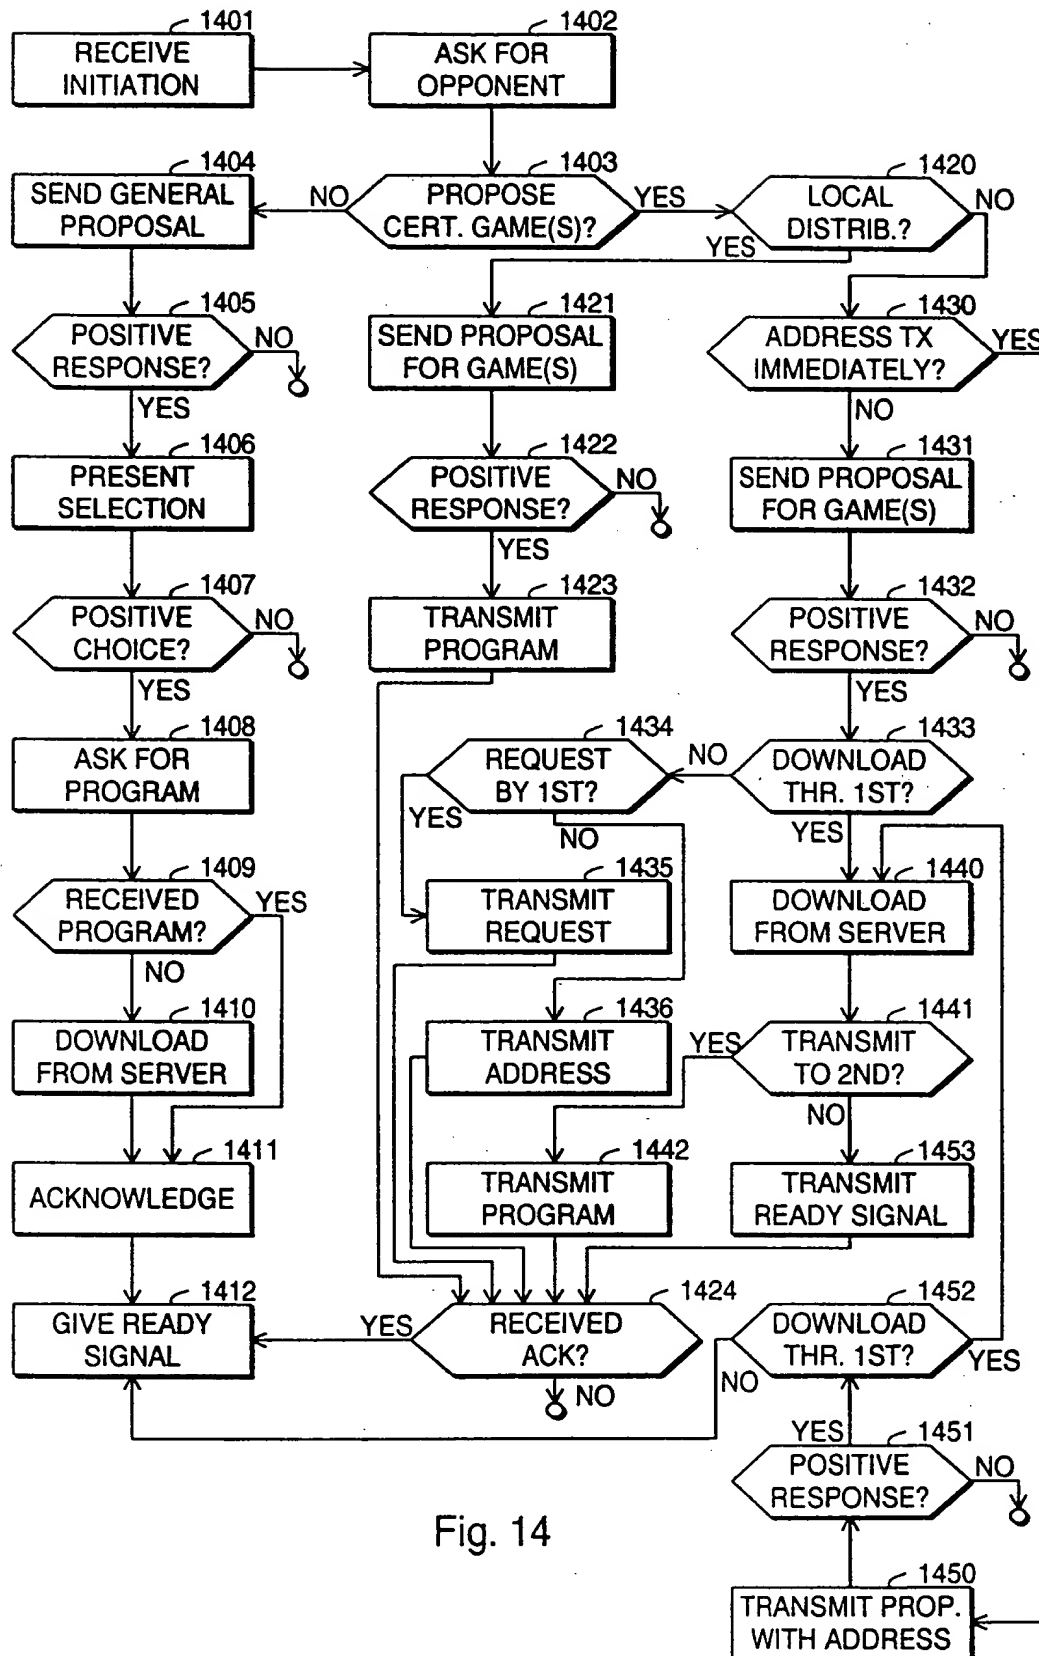 1401
RECEIVE
INITIATION
1402
ASK FOR
OPPONENT
1404
SEND GENERAL
PROPOSAL
NO
1403
PROPOSE
CERT. GAME(S)?
YES
1420
LOCAL
DISTRIB.?
NO
YES
1405
POSITIVE
RESPONSE?
NO
YES
1421
SEND PROPOSAL
FOR GAME(S)
1430
ADDRESS TX
IMMEDIATELY?
YES
NO
1406
PRESENT
SELECTION
1422
POSITIVE
RESPONSE?
NO
YES
1431
SEND PROPOSAL
FOR GAME(S)
1407
POSITIVE
CHOICE?
NO
YES
1423
TRANSMIT
PROGRAM
1432
POSITIVE
RESPONSE?
NO
YES
1408
ASK FOR
PROGRAM
1434
REQUEST
BY 1ST?
YES
NO
NO
1433
DOWNLOAD
THR. 1ST?
YES
1409
RECEIVED
PROGRAM?
YES
NO
1435
TRANSMIT
REQUEST
1440
DOWNLOAD
FROM SERVER
1410
DOWNLOAD
FROM SERVER
1436
TRANSMIT
ADDRESS
YES
1441
TRANSMIT
TO 2ND?
NO
1411
ACKNOWLEDGE
1442
TRANSMIT
PROGRAM
1453
TRANSMIT
READY SIGNAL
1412
GIVE READY
SIGNAL
YES
1424
RECEIVED
ACK?
NO
1452
DOWNLOAD
THR. 1ST?
YES
NO
YES
1451
POSITIVE
RESPONSE?
NO
Fig. 14
1450
TRANSMIT PROP.
WITH ADDRESS